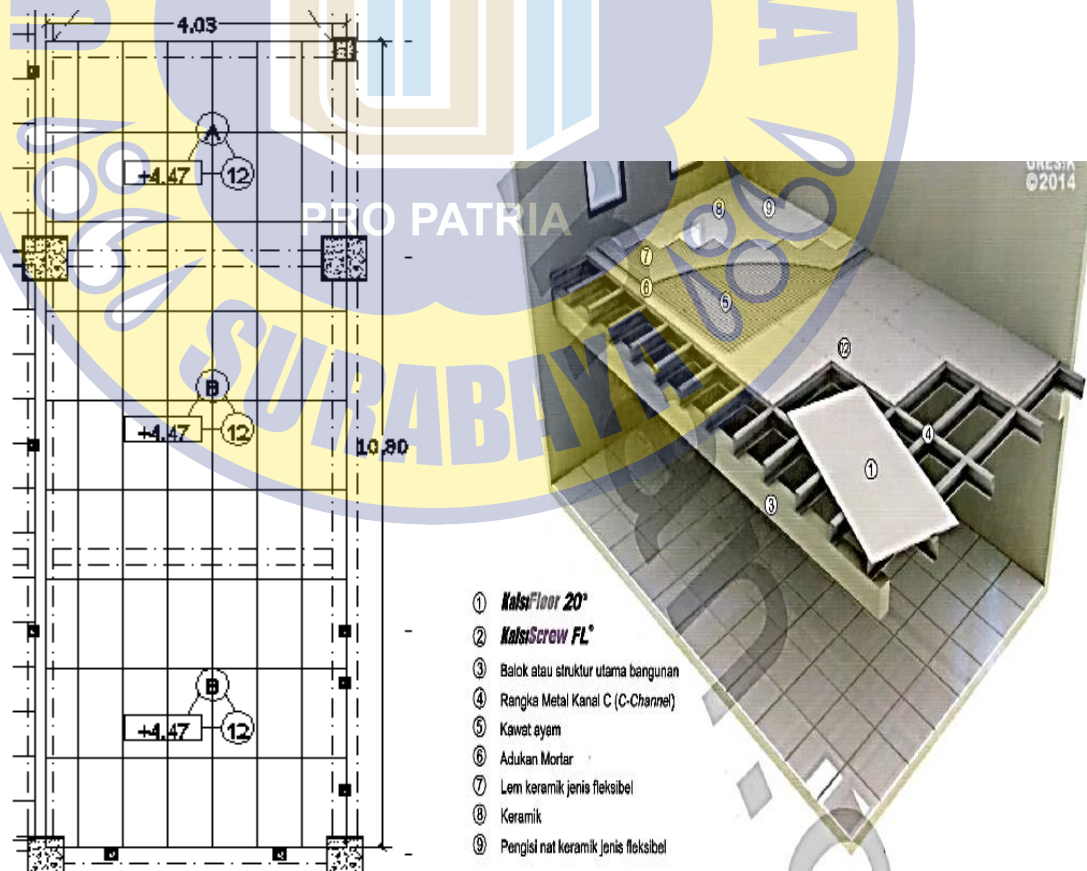 4.03
A
+4.47
12
PRO PATRIA
SURABAYA
B
+4.47
12
10,90
B
+4.47
12
GRESIK
©2014
8
9
7
6
5
12
4
1
3
① KalsiFloor 20®
② KalsiScrew FL®
③ Balok atau struktur utama bangunan
④ Rangka Metal Kanal C (C-Channel)
⑤ Kawat ayam
⑥ Adukan Mortar
⑦ Lem keramik jenis fleksibel
⑧ Keramik
⑨ Pengisi nat keramik jenis fleksibel